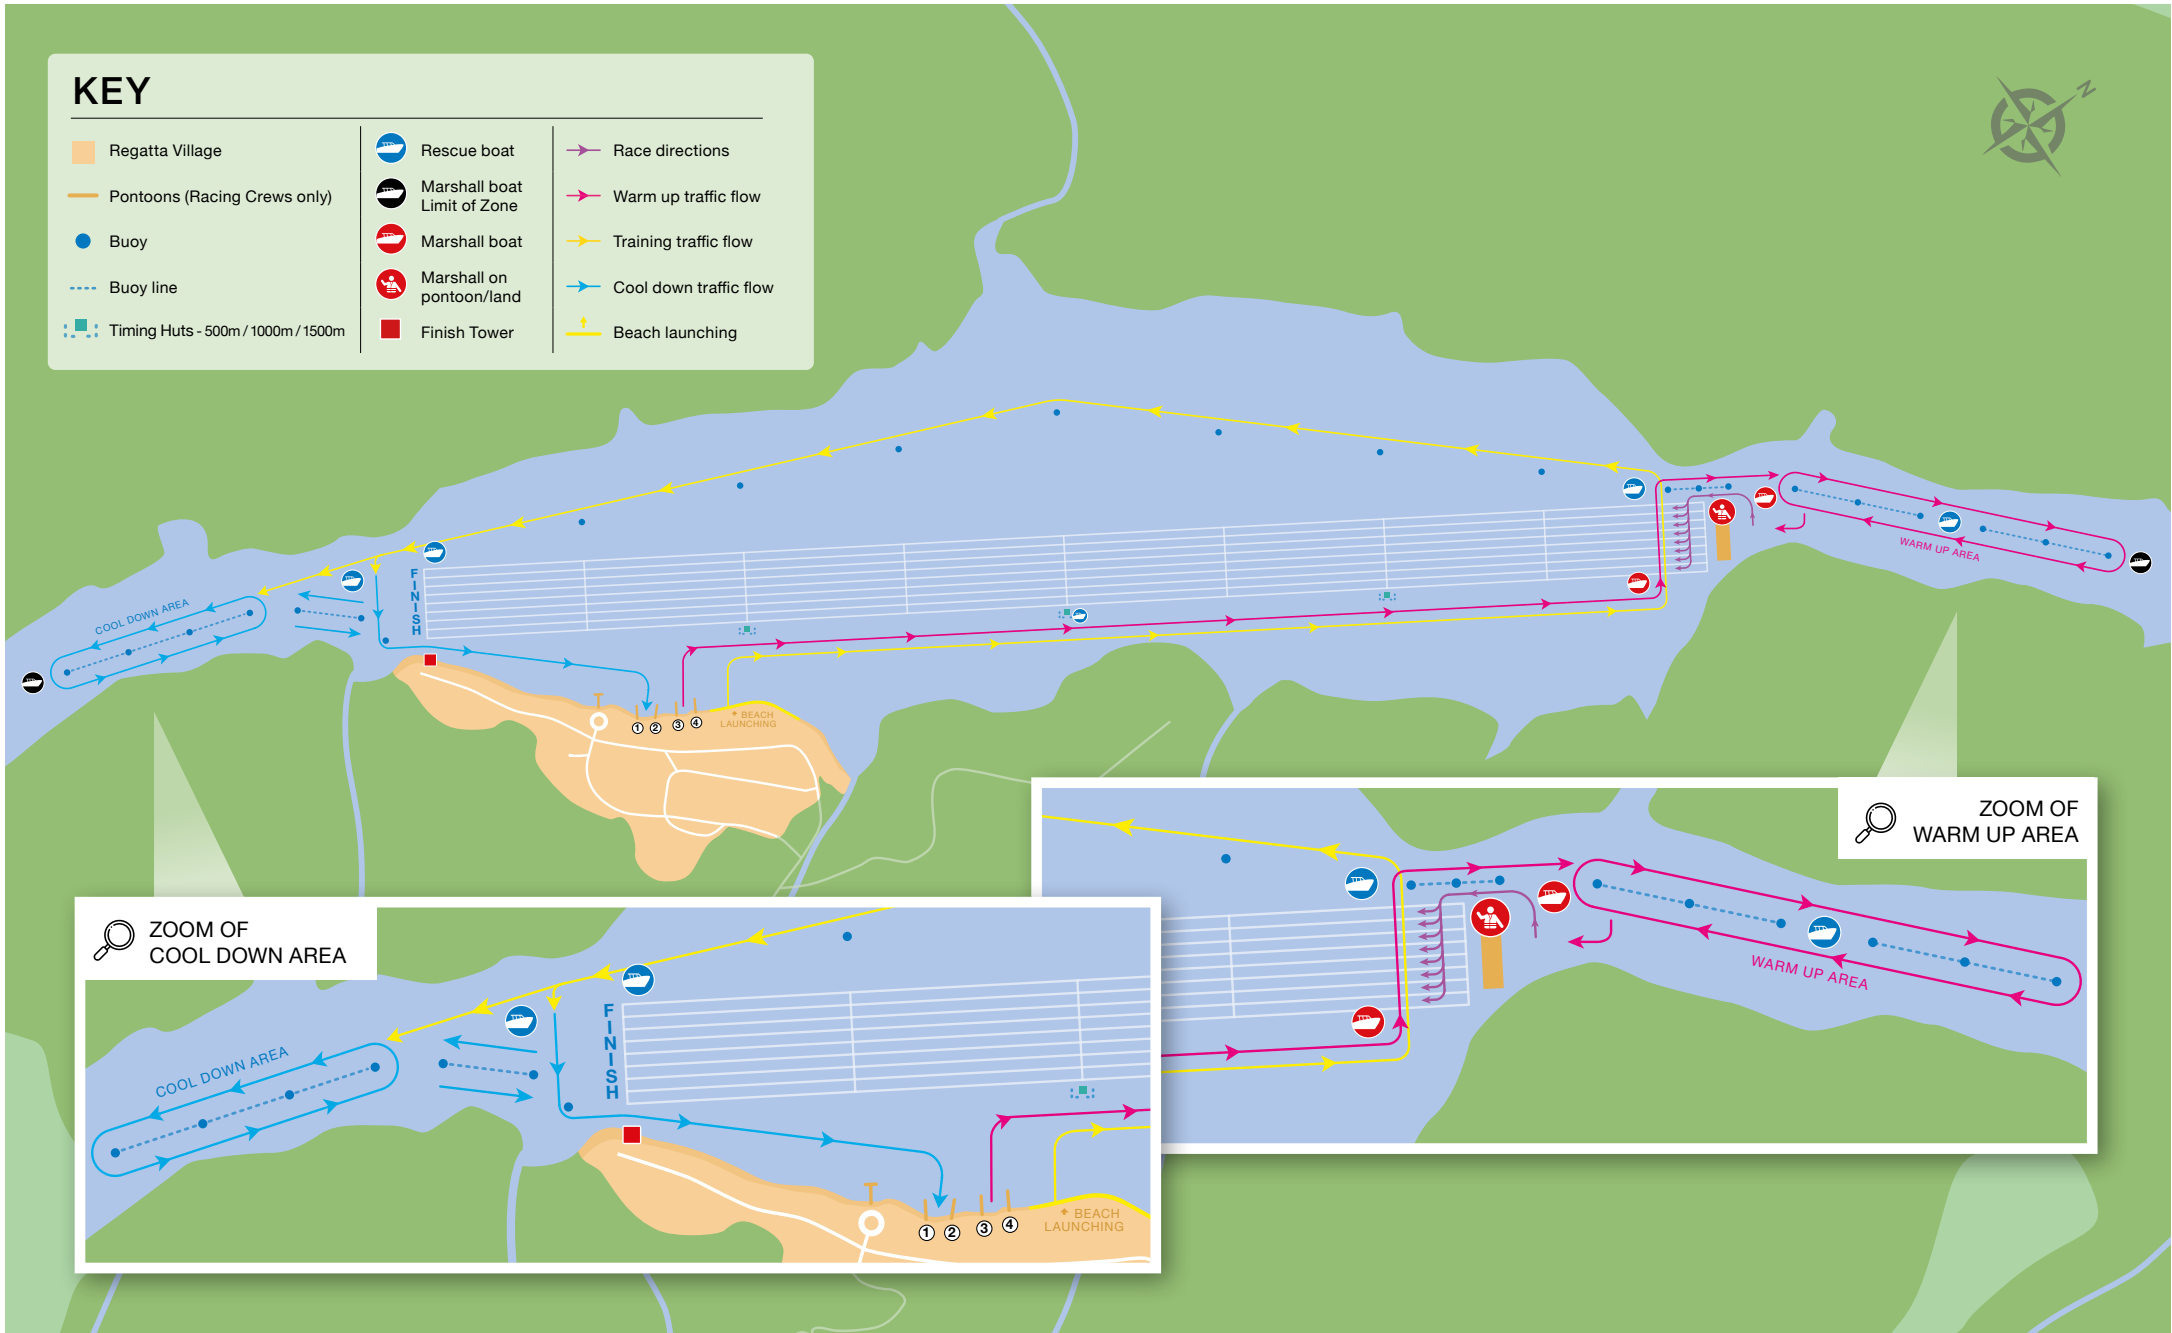 KEY
Regatta Village
Pontoons (Racing Crews only)
Buoy
Buoy line
Timing Huts - 500m / 1000m / 1500m
Rescue boat
Marshall boat
Limit of Zone
Marshall boat
Marshall on
pontoon/land
Finish Tower
Race directions
Warm up traffic flow
Training traffic flow
Cool down traffic flow
Beach launching
N
WARM UP AREA
FINISH
COOL DOWN AREA
1
2
3
4
BEACH
LAUNCHING
ZOOM OF
WARM UP AREA
WARM UP AREA
ZOOM OF
COOL DOWN AREA
COOL DOWN AREA
FINISH
1
2
3
4
BEACH
LAUNCHING